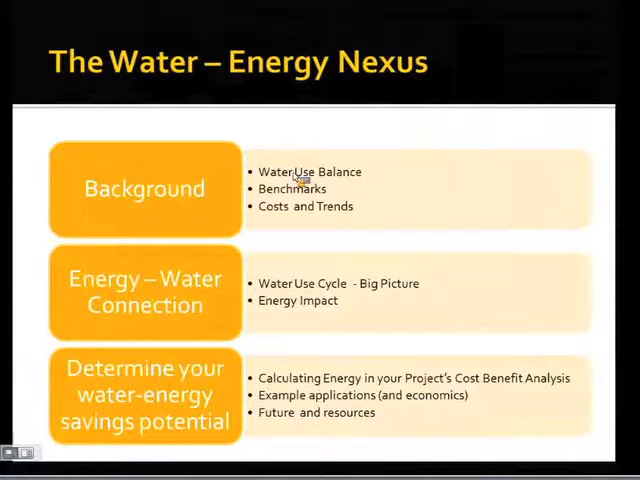 The Water – Energy Nexus
Background
• Water Use Balance
• Benchmarks
• Costs and Trends
Energy – Water
Connection
• Water Use Cycle - Big Picture
• Energy Impact
Determine your
water-energy
savings potential
• Calculating Energy in your Project's Cost Benefit Analysis
• Example applications (and economics)
• Future and resources